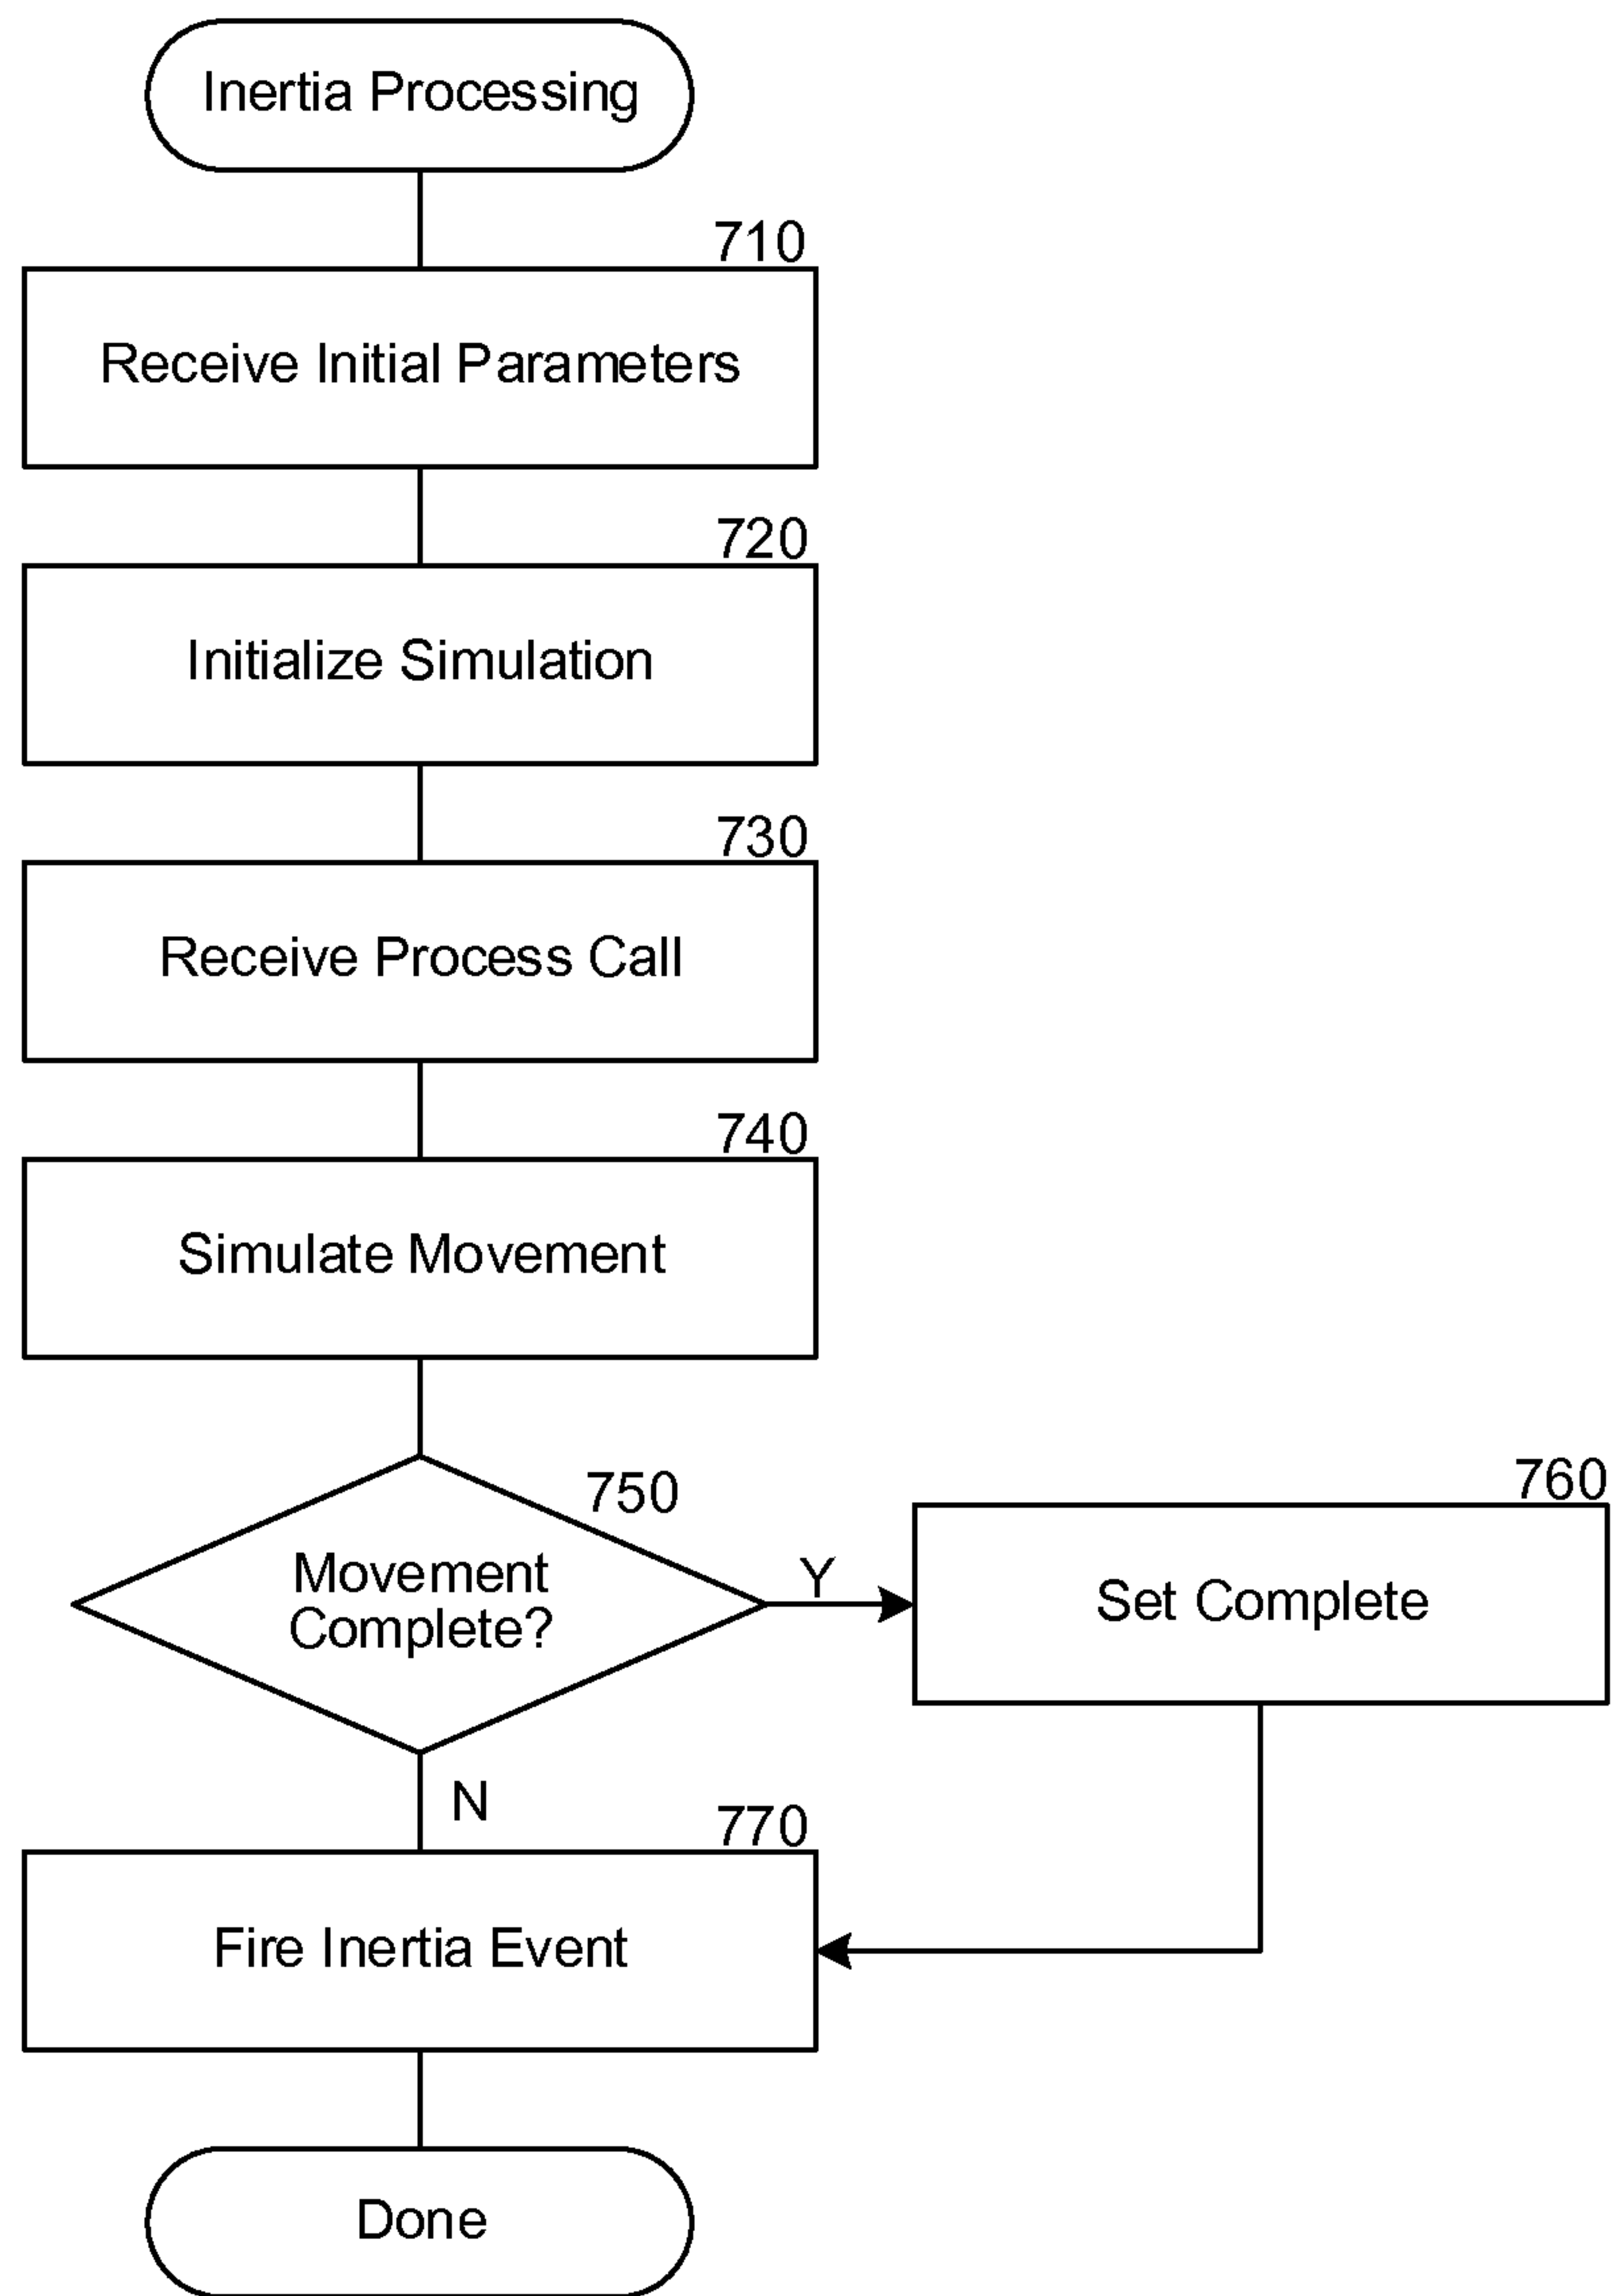 Inertia Processing
710
Receive Initial Parameters
720
Initialize Simulation
730
Receive Process Call
740
Simulate Movement
750
Movement
Complete?
Y
760
Set Complete
N
770
Fire Inertia Event
Done